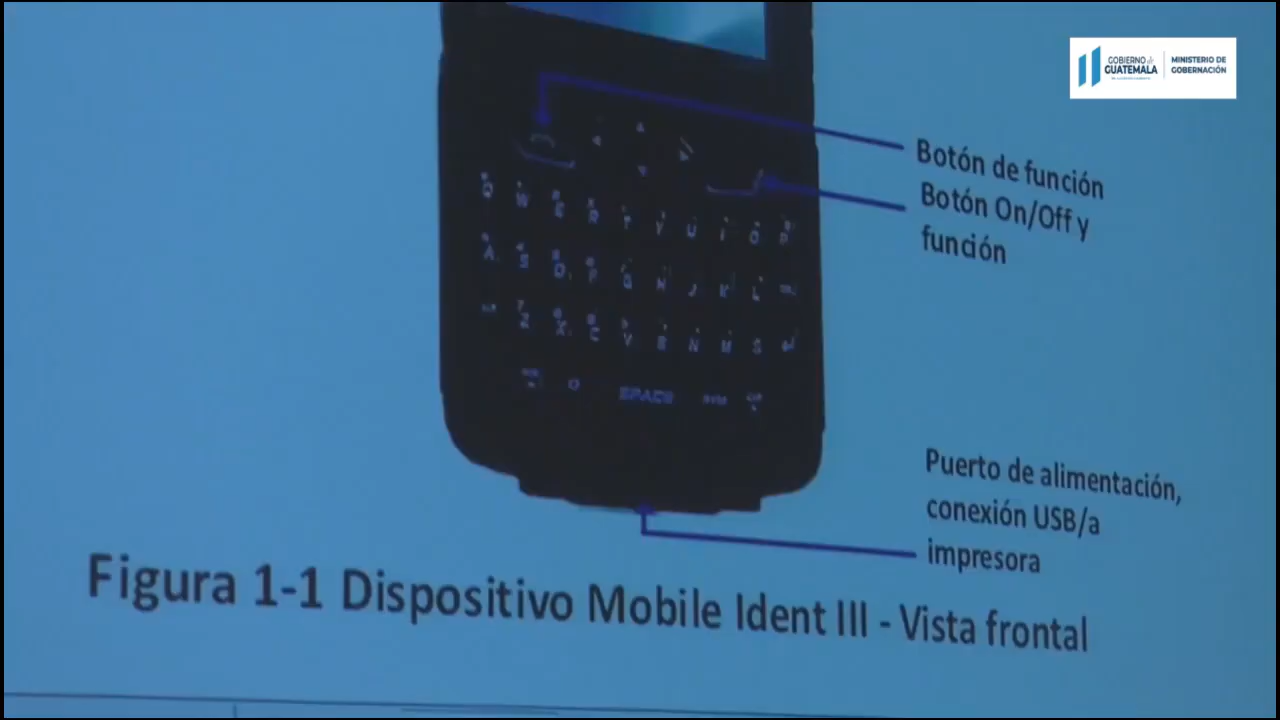 GOBIERNO de
GUATEMALA
MINISTERIO DE
GOBERNACIÓN
Botón de función
Botón On/Off y
función
Q W E R T Y U I O P
A S D F G H J K L
Z X C V B N M S
SPACE
Puerto de alimentación,
conexión USB/a
impresora
Figura 1-1 Dispositivo Mobile Ident III - Vista frontal